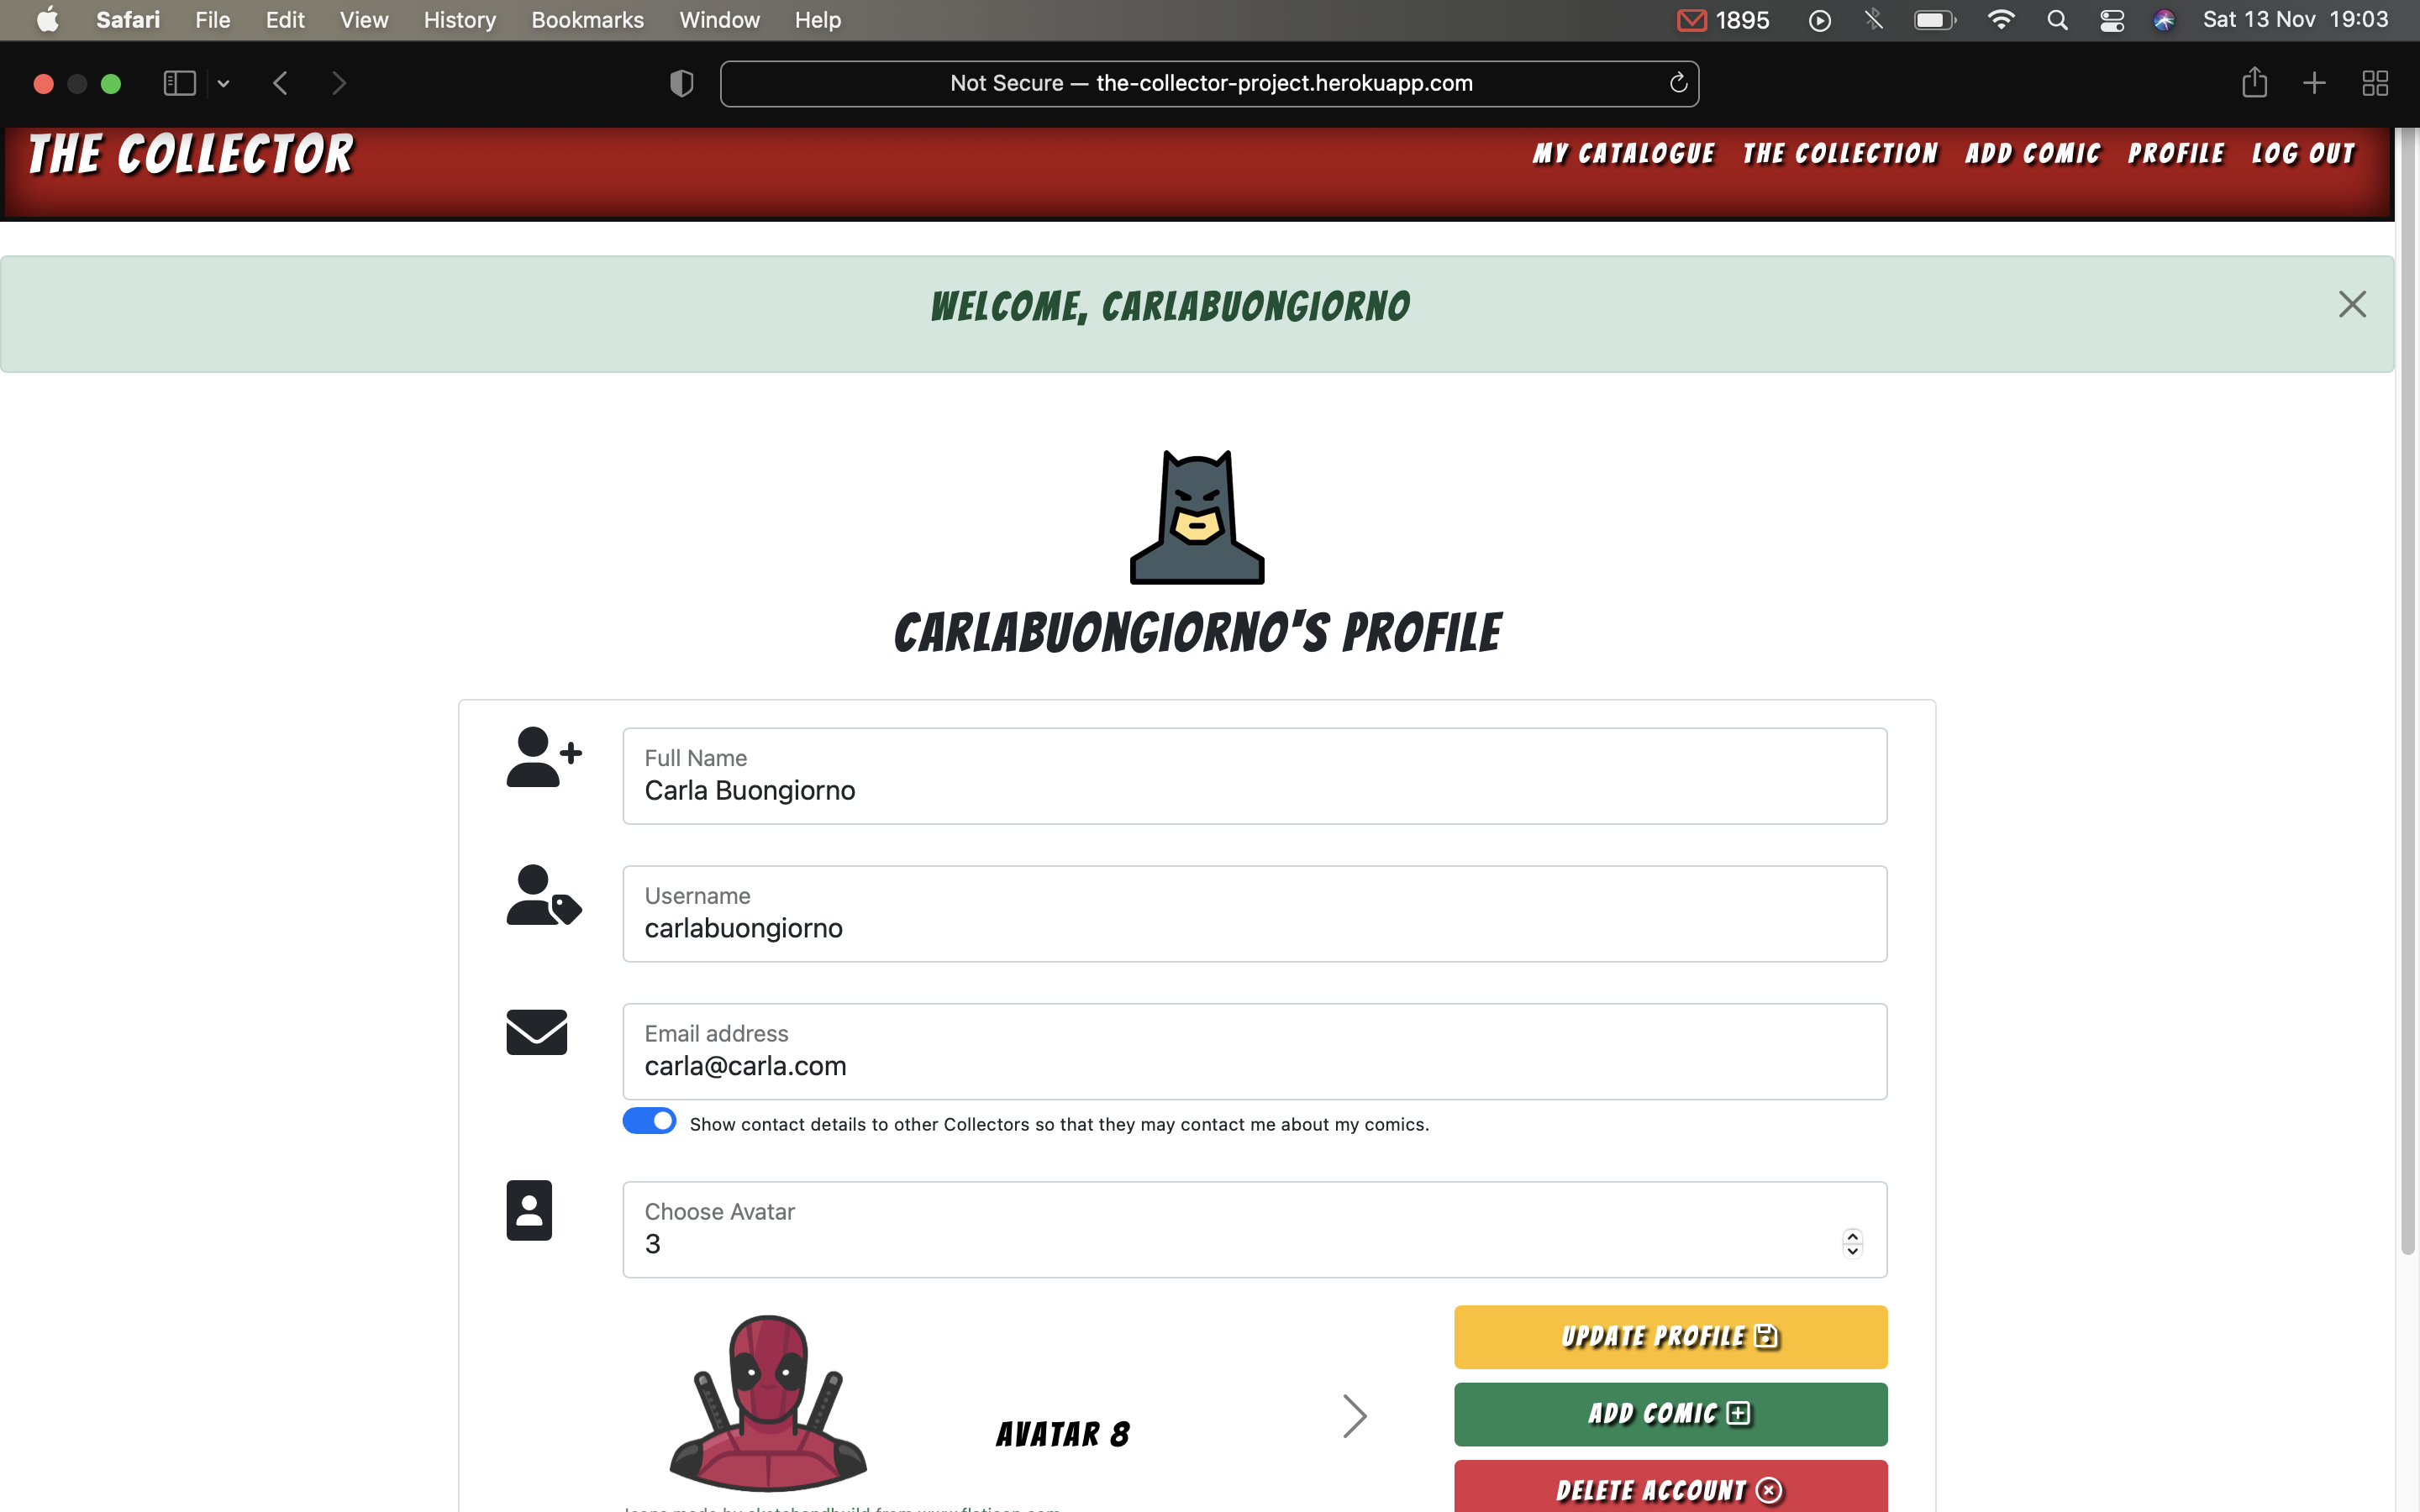 Safari File Edit View History Bookmarks Window Help 1895 Sat 13 Nov 19:03
Not Secure — the-collector-project.herokuapp.com
THE COLLECTOR MY CATALOGUE THE COLLECTION ADD COMIC PROFILE LOG OUT
WELCOME, CARLABUONGIORNO
CARLABUONGIORNO'S PROFILE
Full Name
Carla Buongiorno
Username
carlabuongiorno
Email address
carla@carla.com
Show contact details to other Collectors so that they may contact me about my comics.
Choose Avatar
3
UPDATE PROFILE
ADD COMIC
AVATAR 8
DELETE ACCOUNT